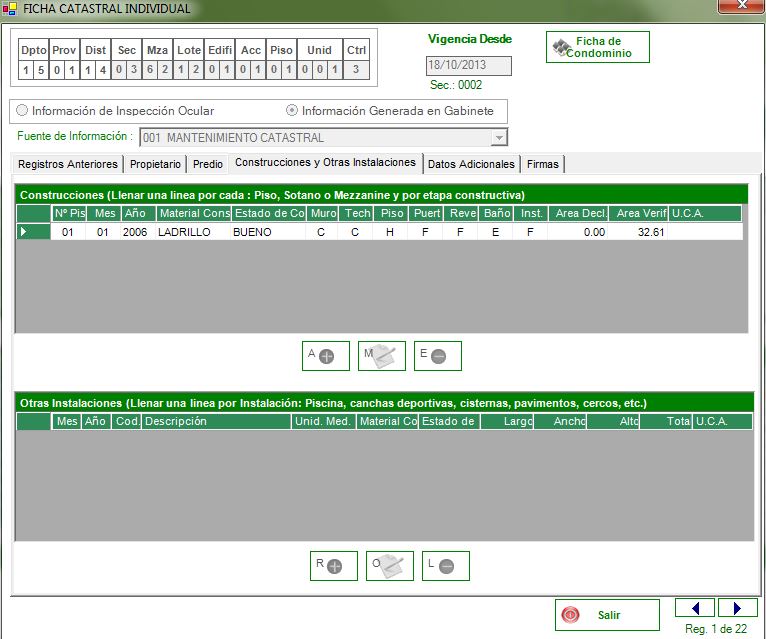 FICHA CATASTRAL INDIVIDUAL
Dpto Prov Dist Sec Mza Lote Edifi Acc Piso Unid Ctrl
1 5 0 1 1 4 0 3 6 2 1 2 0 1 0 1 0 1 0 0 1 3
Vigencia Desde
18/10/2013
Sec.: 0002
Ficha de
Condominio
Información de Inspección Ocular
Información Generada en Gabinete
Fuente de Información :
001 MANTENIMIENTO CATASTRAL
Registros Anteriores Propietario Predio Construcciones y Otras Instalaciones Datos Adicionales Firmas
Construcciones (Llenar una linea por cada : Piso, Sotano o Mezzanine y por etapa constructiva)
Nº Pis Mes Año Material Cons Estado de Co Muro Tech Piso Puert Reve Baño Inst. Area Decl. Area Verif U.C.A.
01 01 2006 LADRILLO BUENO C C H F F E F 0.00 32.61
A M E
Otras Instalaciones (Llenar una linea por Instalación: Piscina, canchas deportivas, cisternas, pavimentos, cercos, etc.)
Mes Año Cod. Descripción Unid. Med. Material Co Estado de Largo Ancho Alto Tota U.C.A.
R O L
Salir
Reg. 1 de 22